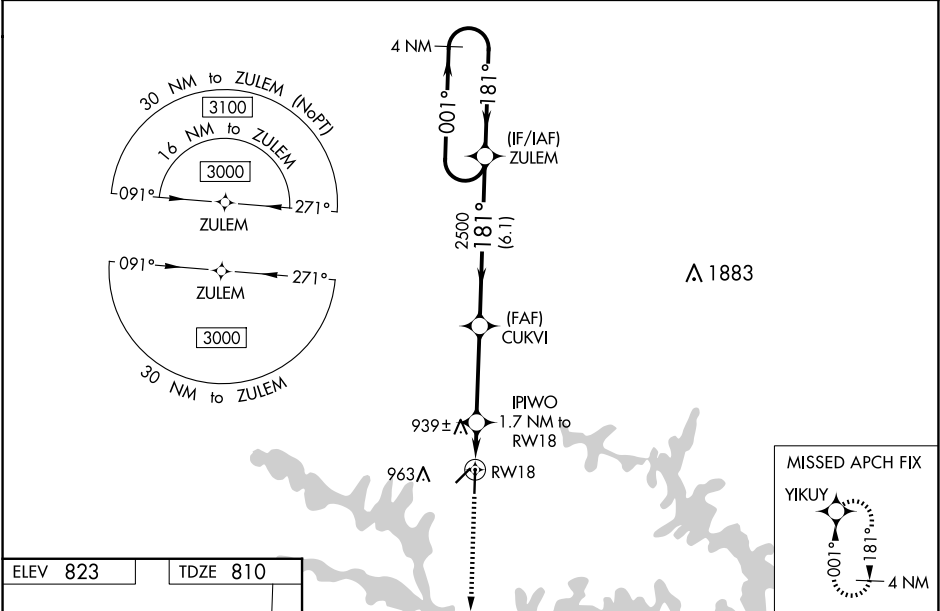 4 NM
001°
181°
(IF/IAF)
ZULEM
30 NM to ZULEM (NoPT)
3100
16 NM to ZULEM
3000
091°
271°
ZULEM
2500
181°
(6.1)
091°
271°
ZULEM
3000
30 NM to ZULEM
1883
(FAF)
CUKVI
IPIWO
1.7 NM to
RW18
939±
963
RW18
MISSED APCH FIX
YIKUY
001°
181°
4 NM
ELEV 823
TDZE 810